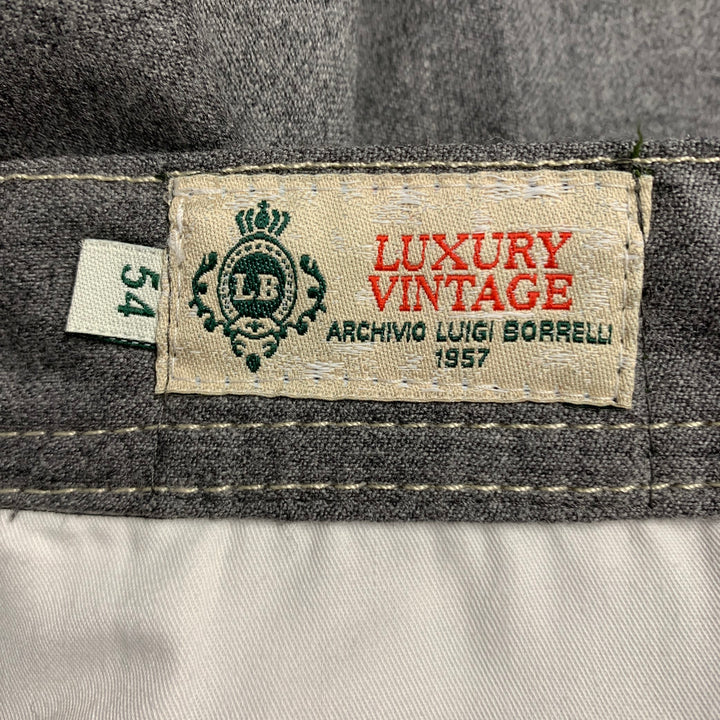 54
LB
LUXURY
VINTAGE
ARCHIVIO LUIGI BORRELLI
1957